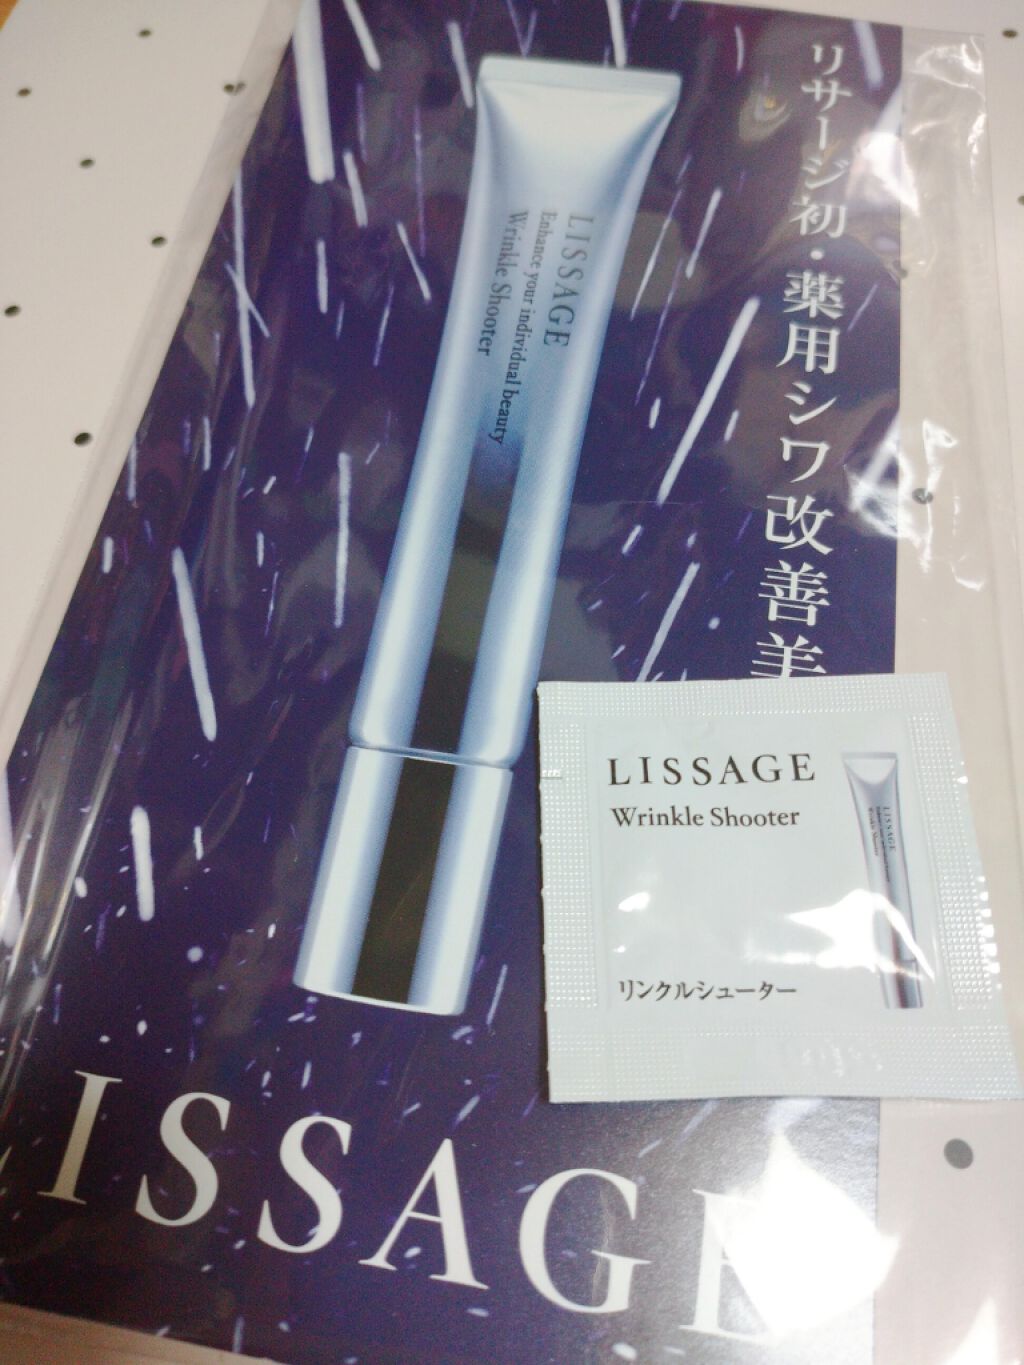 リサージ初・薬用シワ改善美
LISSAGE
Enhance your individual beauty
Wrinkle Shooter
LISSAGE
Wrinkle Shooter
リンクルシューター
LISSAGE